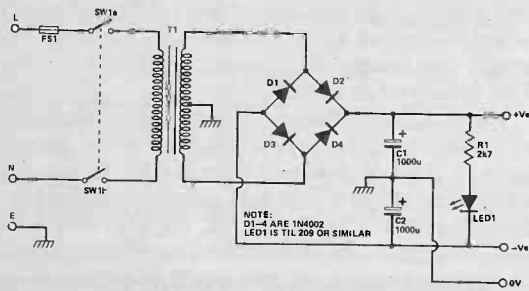 L
FS1
SW1a
T1
D1
D2
D3
D4
+Ve
C1
1000u
R1
2k7
N
SW1b
E
NOTE:
D1–4 ARE 1N4002
LED1 IS TIL 209 OR SIMILAR
C2
1000u
LED1
–Ve
0V
+
+